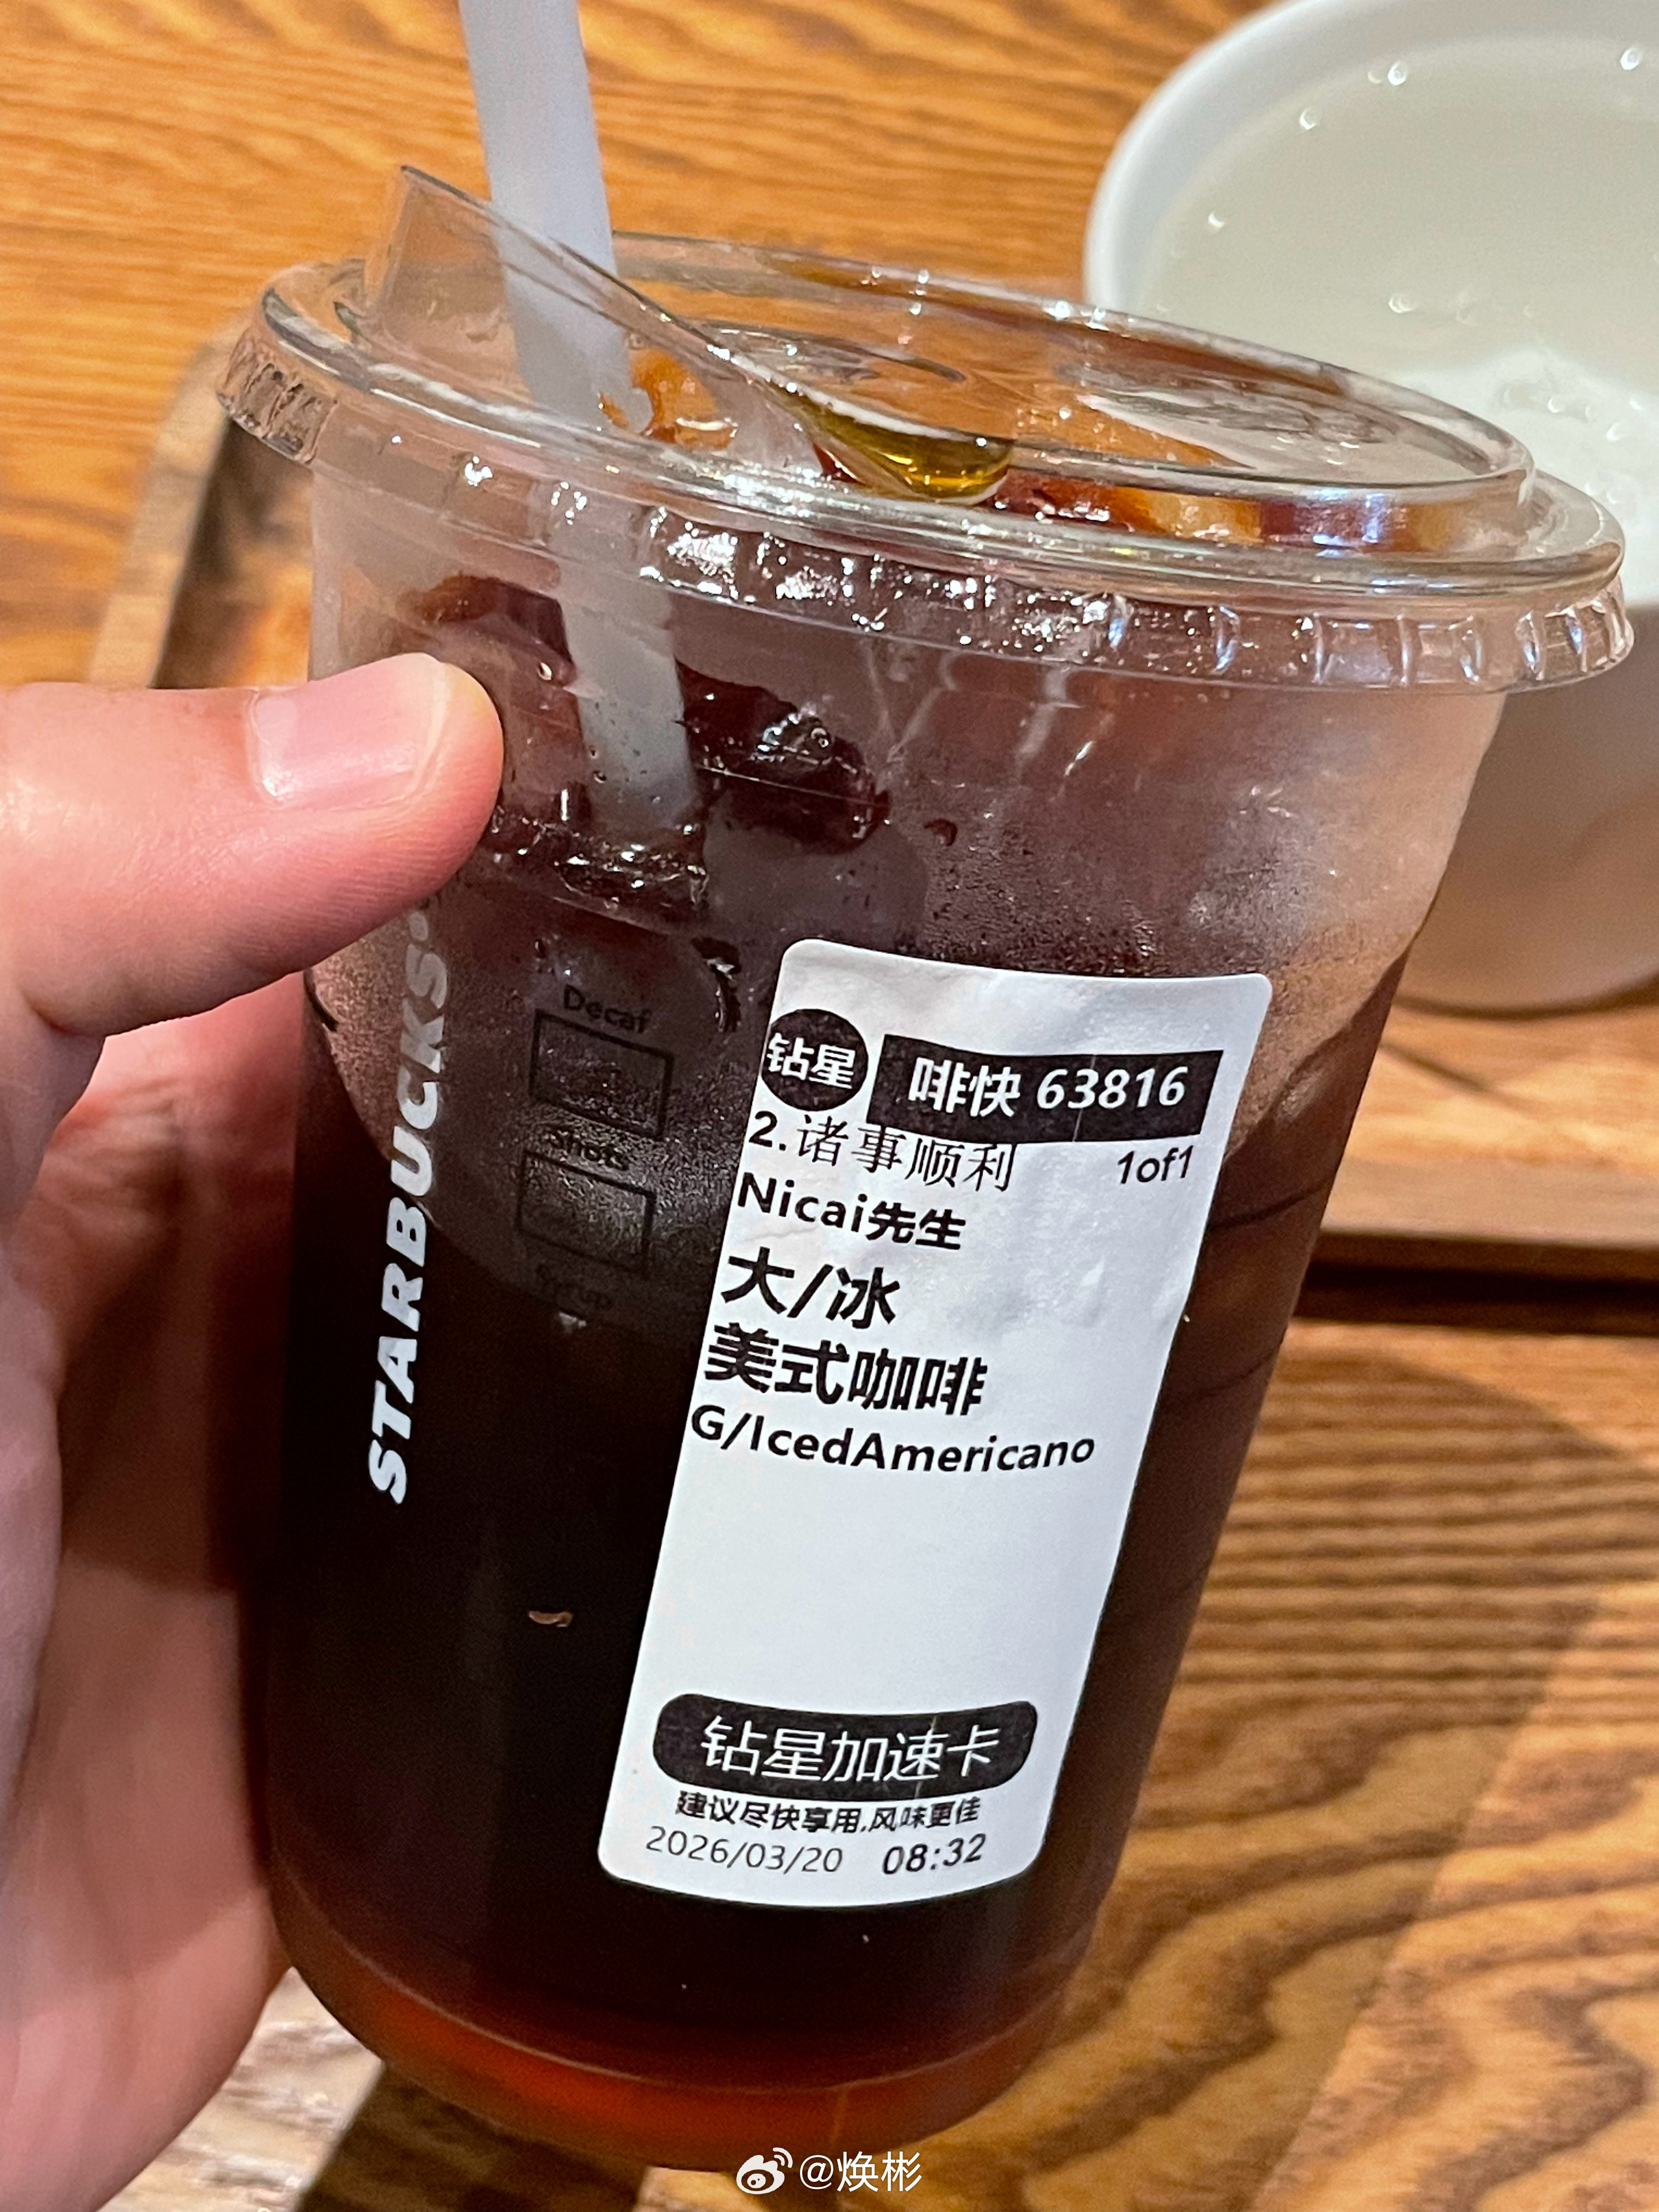 STARBUCKS
Decaf
Shots
Syrup
钻星
啡快 63816
2.诸事顺利 1of1
Nicai先生
大/冰
美式咖啡
G/IcedAmericano
钻星加速卡
建议尽快享用,风味更佳
2026/03/20 08:32
@焕彬